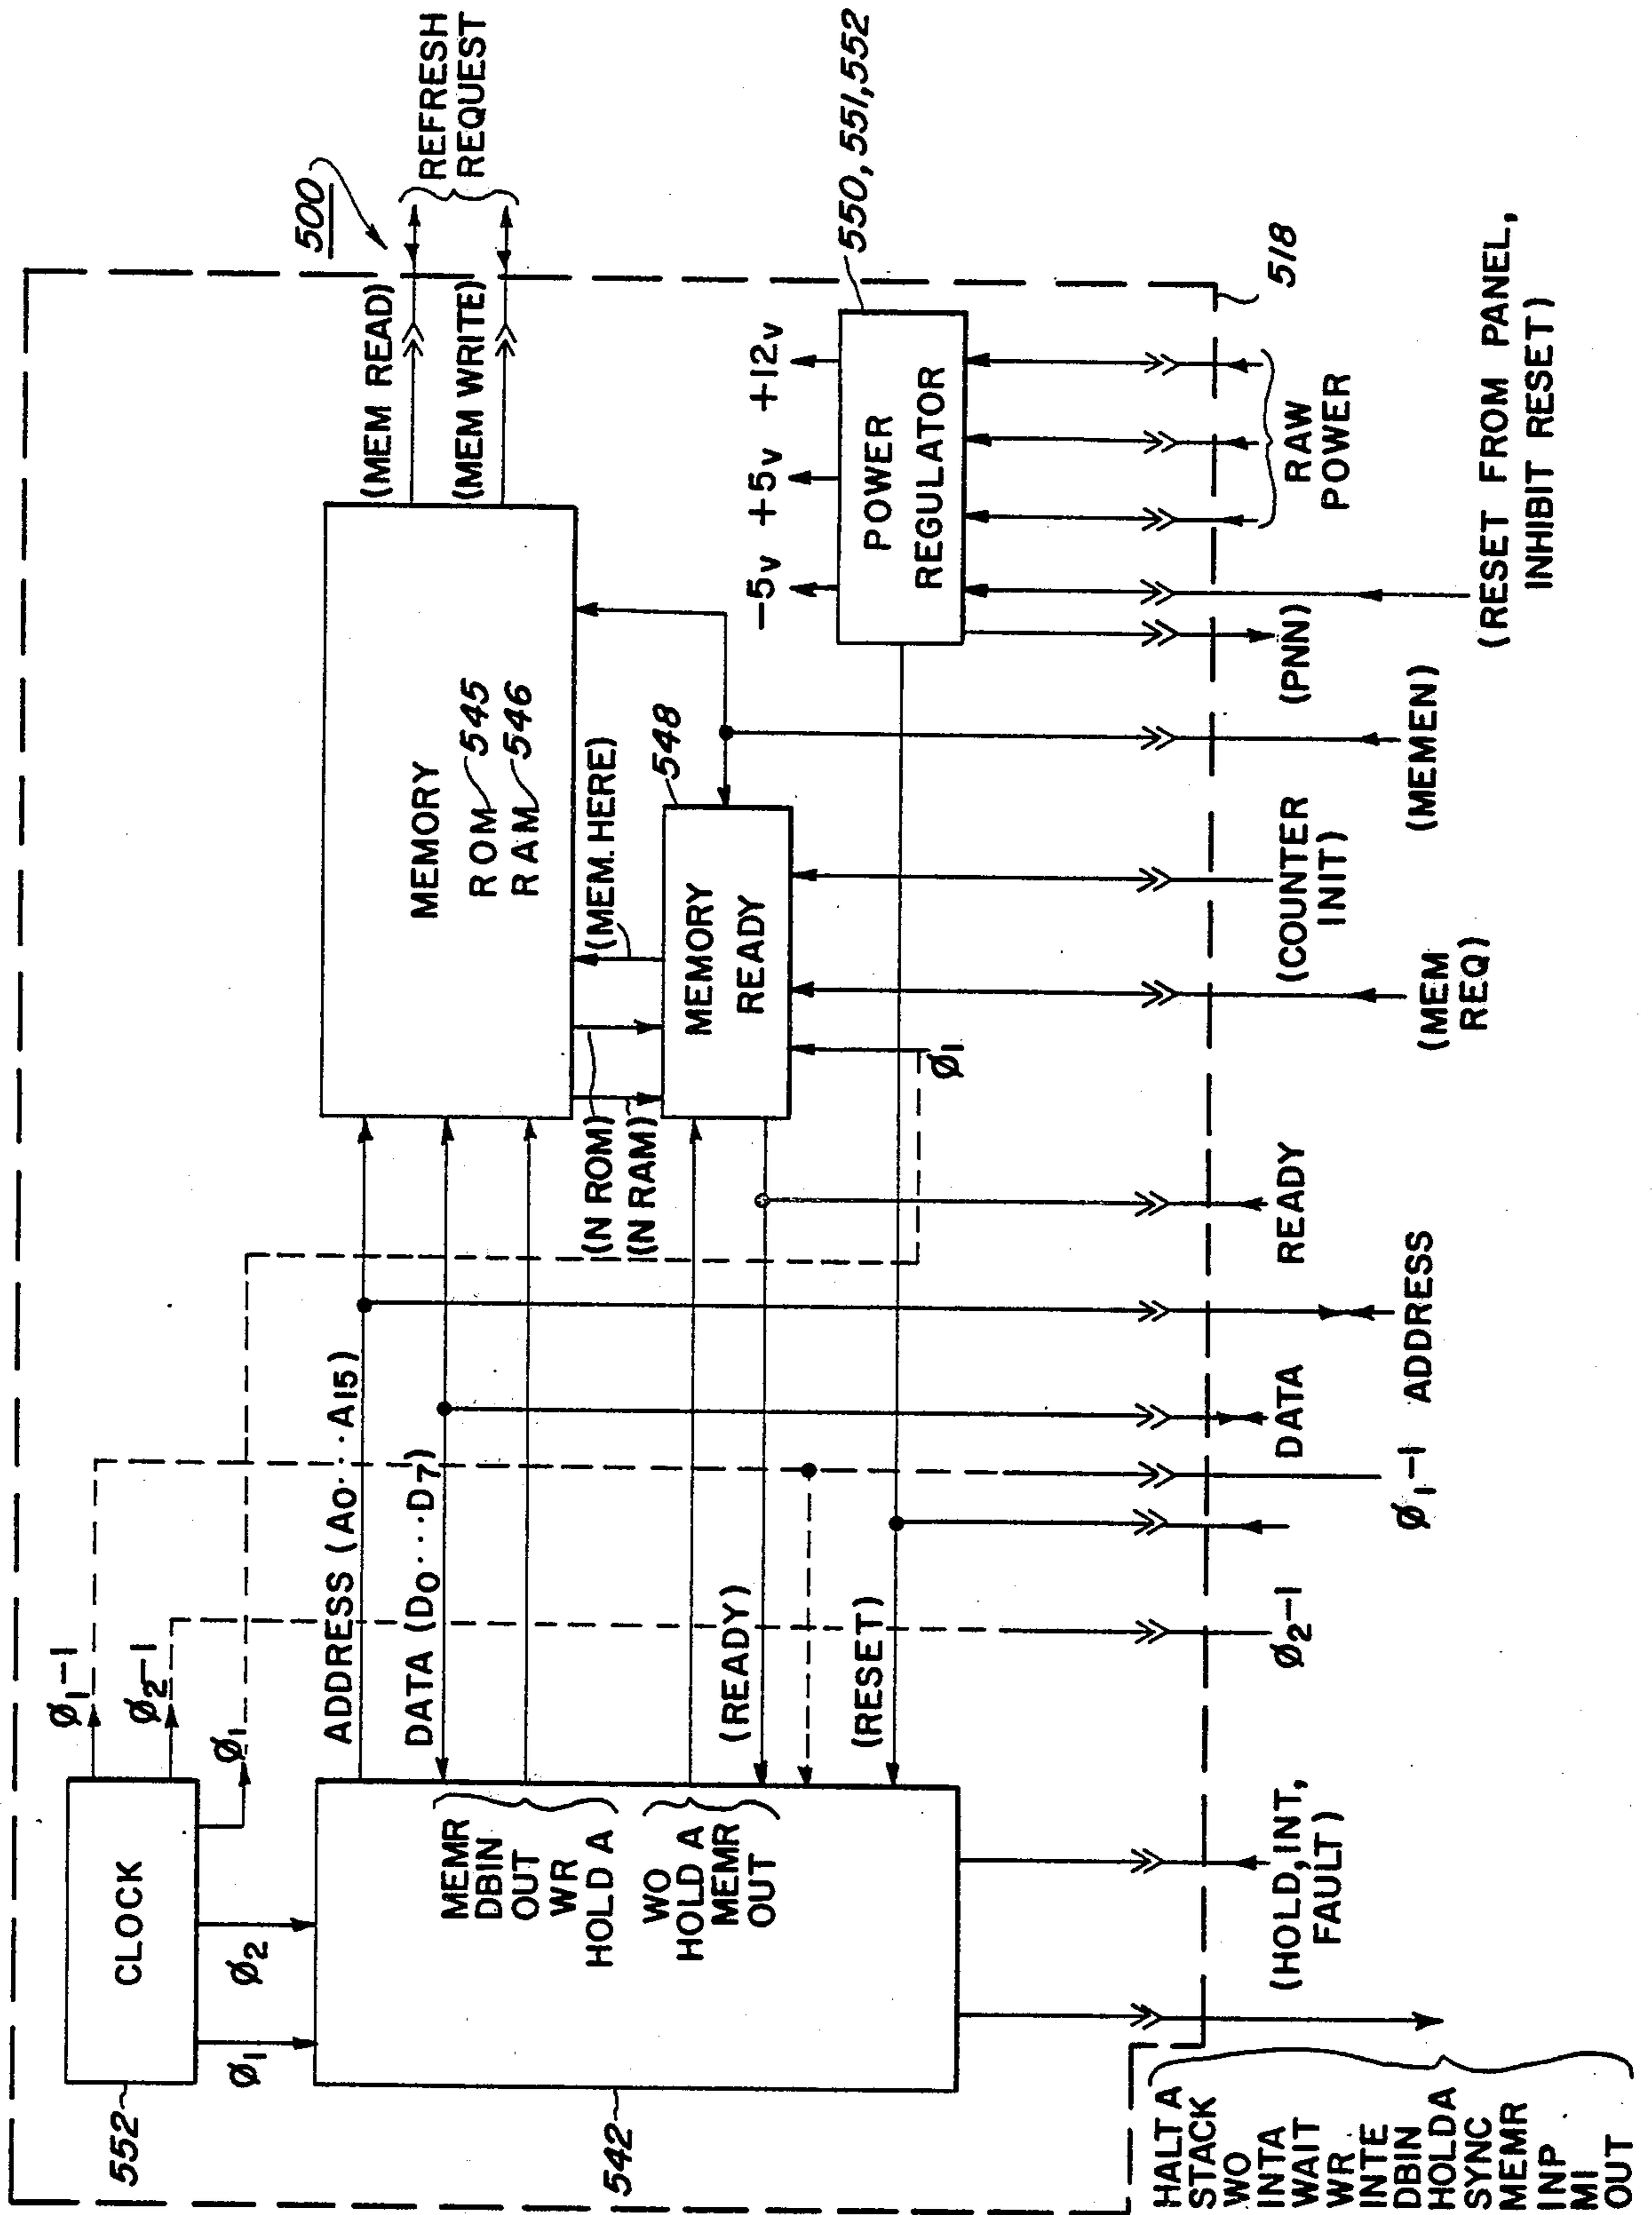 552
CLOCK
Ø1-1
Ø2-1
Ø1
Ø1
Ø2
542
MEMR
DBIN
OUT
WR
HOLD A
WO
HOLD A
MEMR
OUT
ADDRESS (A0...A15)
DATA (D0...D7)
(READY)
(RESET)
MEMORY
ROM 545
RAM 546
(MEM READ)
(MEM WRITE)
500
REFRESH
REQUEST
(N ROM)
(N RAM)
(MEM. HERE)
548
MEMORY
READY
Ø1
-5v +5v +12v
POWER
REGULATOR
550, 551, 552
518
HALT A
STACK
WO
INTA
WAIT
WR
INTE
DBIN
HOLDA
SYNC
MEMR
INP
MI
OUT
(HOLD, INT,
FAULT)
Ø2-1
Ø1-1
DATA
ADDRESS
READY
(MEM
REQ)
(COUNTER
INIT)
(MEMEN)
(PNN)
RAW
POWER
(RESET FROM PANEL,
INHIBIT RESET)